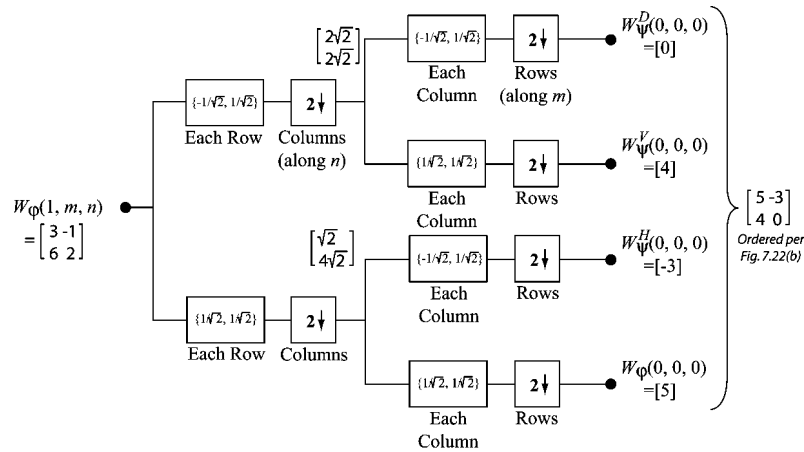 Wφ(1, m, n)
= [3 -1
6 2]
{-1/√2, 1/√2}
Each Row
2↓
Columns
(along n)
[2√2
2√2]
{-1/√2, 1/√2}
Each
Column
2↓
Rows
(along m)
WψD(0, 0, 0)
=[0]
{1/√2, 1/√2}
Each
Column
2↓
Rows
WψV(0, 0, 0)
=[4]
{1/√2, 1/√2}
Each Row
2↓
Columns
[√2
4√2]
{-1/√2, 1/√2}
Each
Column
2↓
Rows
WψH(0, 0, 0)
=[-3]
{1/√2, 1/√2}
Each
Column
2↓
Rows
Wφ(0, 0, 0)
=[5]
[5 -3
4 0]
Ordered per
Fig. 7.22(b)